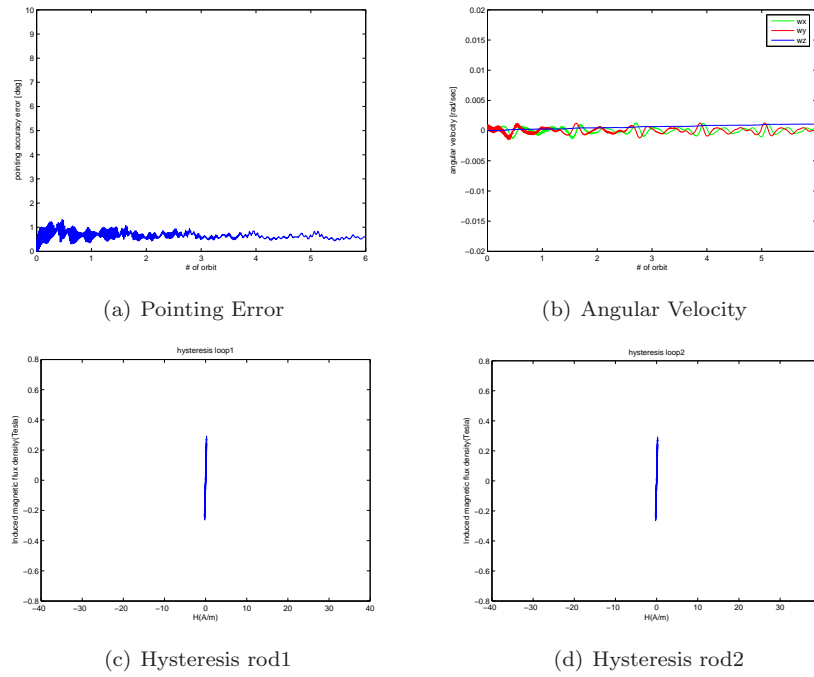 10
9
8
7
6
5
4
3
2
1
0
0 1 2 3 4 5 6
pointing accuracy error [deg]
# of orbit
(a) Pointing Error
0.02
0.015
0.01
0.005
0
−0.005
−0.01
−0.015
−0.02
0 1 2 3 4 5
angular velocity [rad/sec]
# of orbit
wx
wy
wz
(b) Angular Velocity
hysteresis loop1
0.8
0.6
0.4
0.2
0
−0.2
−0.4
−0.6
−0.8
−40 −30 −20 −10 0 10 20 30 40
Induced magnetic flux density(Tesla)
H(A/m)
(c) Hysteresis rod1
hysteresis loop2
0.8
0.6
0.4
0.2
0
−0.2
−0.4
−0.6
−0.8
−40 −30 −20 −10 0 10 20 30
Induced magnetic flux density(Tesla)
H(A/m)
(d) Hysteresis rod2